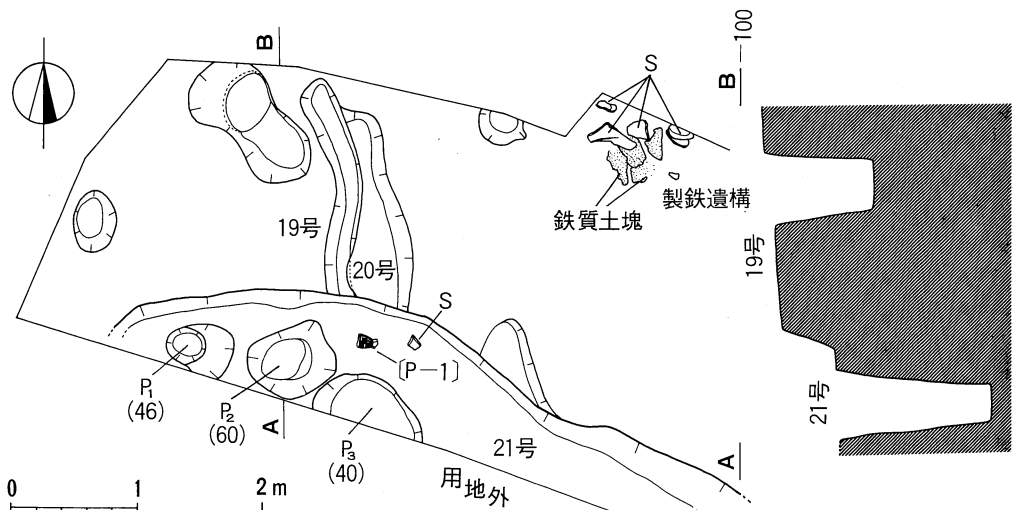 B
S
B
—100
製鉄遺構
鉄質土塊
19号
20号
19号
S
〔P−1〕
P1
(46)
P2
(60)
P3
(40)
A
21号
A
21号
用地外
0 1 2m